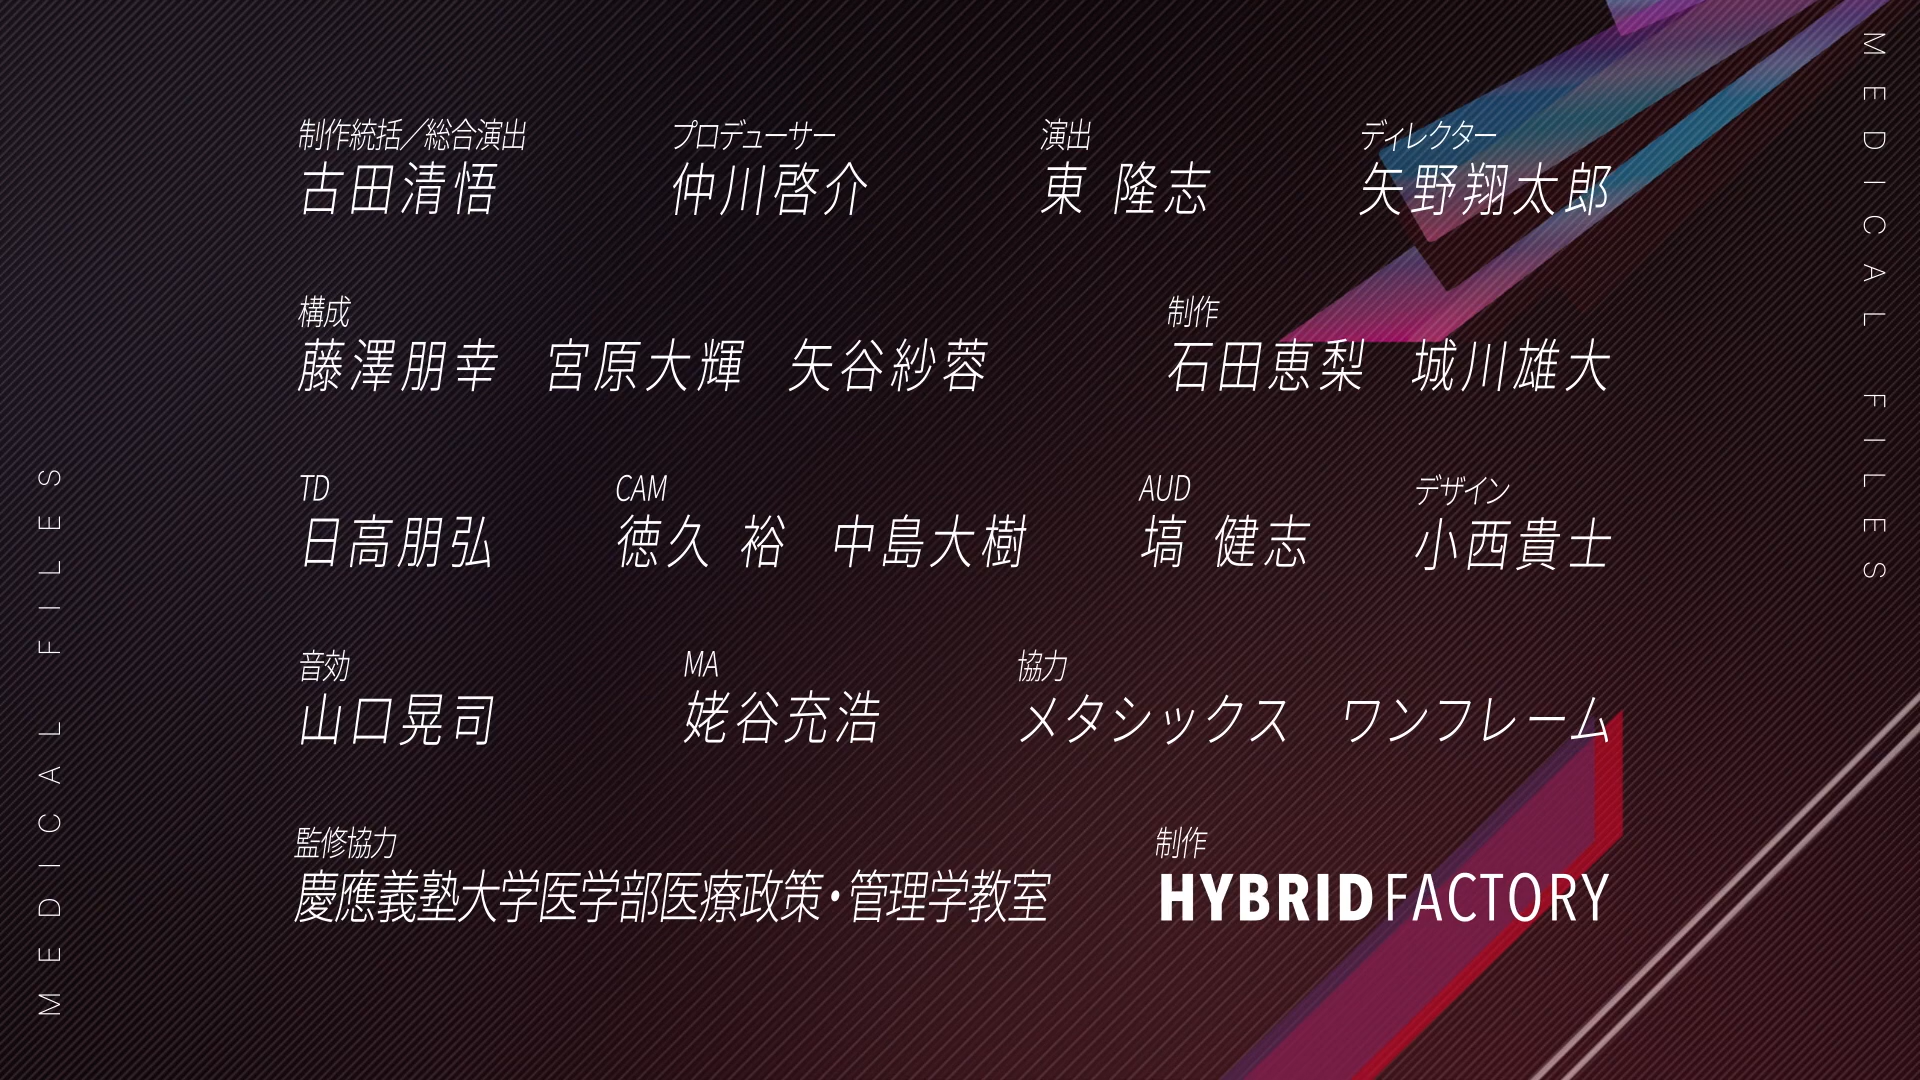 制作統括／総合演出
古田清悟
プロデューサー
仲川啓介
演出
東 隆志
ディレクター
矢野翔太郎
構成
藤澤朋幸 宮原大輝 矢谷紗蓉
制作
石田恵梨 城川雄大
TD
日高朋弘
CAM
徳久 裕 中島大樹
AUD
塙 健志
デザイン
小西貴士
音効
山口晃司
MA
姥谷充浩
協力
メタシックス ワンフレーム
監修協力
慶應義塾大学医学部医療政策・管理学教室
制作
HYBRID FACTORY
MEDICAL FILES
MEDICAL FILES